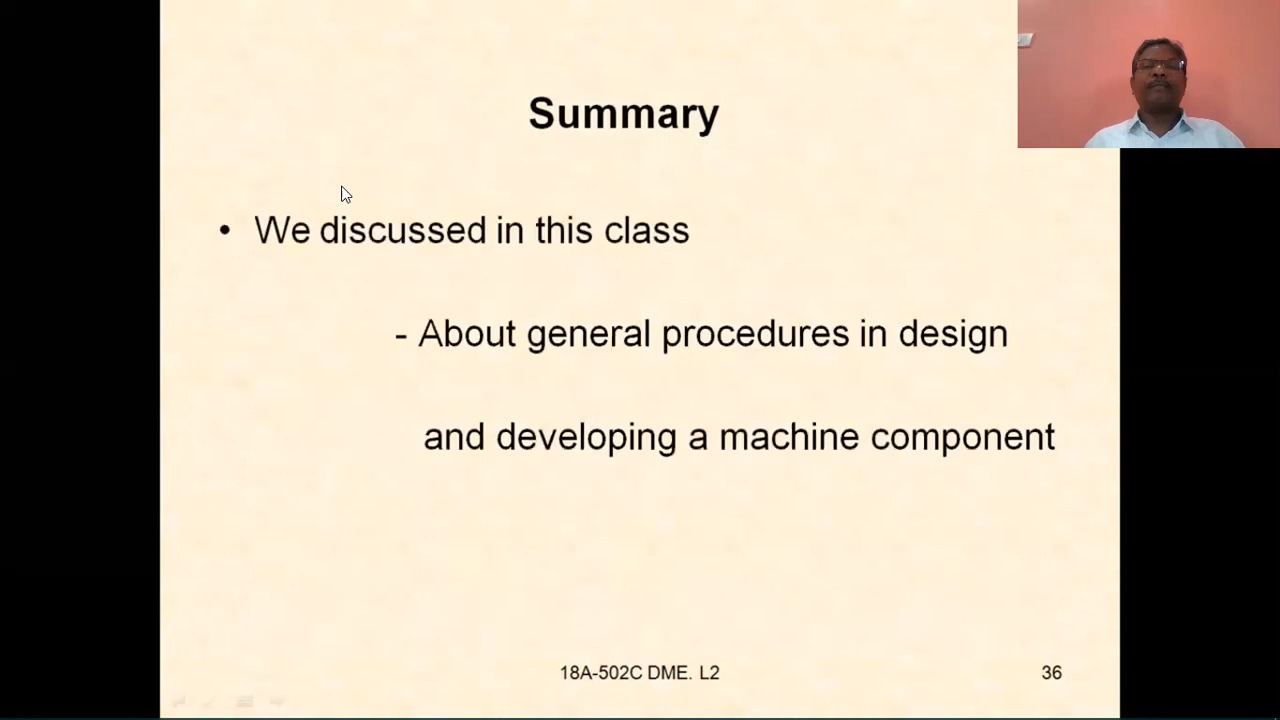 Summary
• We discussed in this class
- About general procedures in design
and developing a machine component
18A-502C DME. L2
36